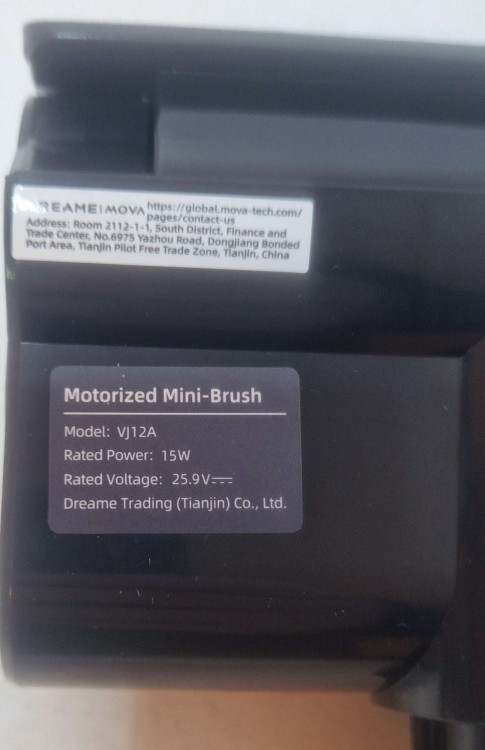 DREAME|MOVA https://global.mova-tech.com/
pages/contact-us
Address: Room 2112-1-1, South District, Finance and
Trade Center, No.6975 Yazhou Road, Dongjiang Bonded
Port Area, Tianjin Pilot Free Trade Zone, Tianjin, China
Motorized Mini-Brush
Model: VJ12A
Rated Power: 15W
Rated Voltage: 25.9V⎓
Dreame Trading (Tianjin) Co., Ltd.